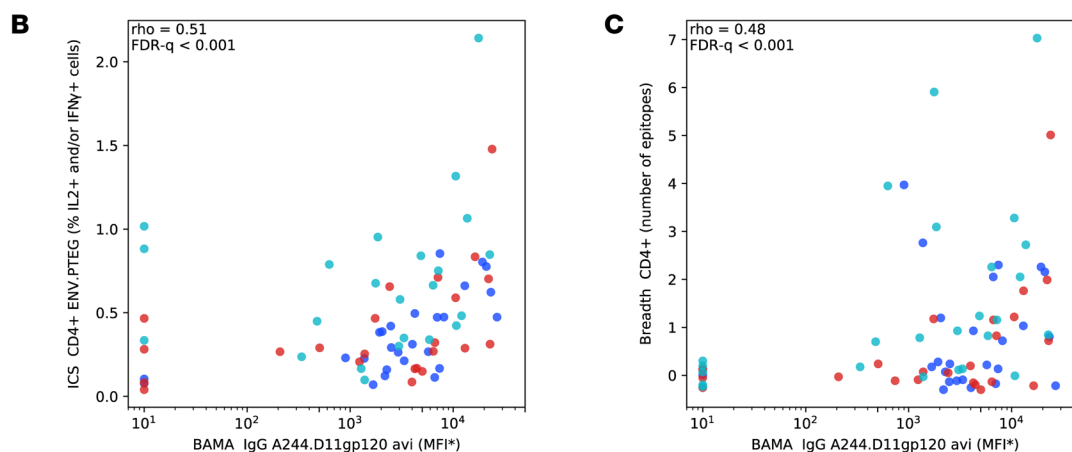 B
rho = 0.51
FDR-q < 0.001
ICS CD4+ ENV.PTEG (% IL2+ and/or IFNγ+ cells)
2.0
1.5
1.0
0.5
0.0
10¹ 10² 10³ 10⁴
BAMA IgG A244.D11gp120 avi (MFI*)
C
rho = 0.48
FDR-q < 0.001
Breadth CD4+ (number of epitopes)
7
6
5
4
3
2
1
0
10¹ 10² 10³ 10⁴
BAMA IgG A244.D11gp120 avi (MFI*)